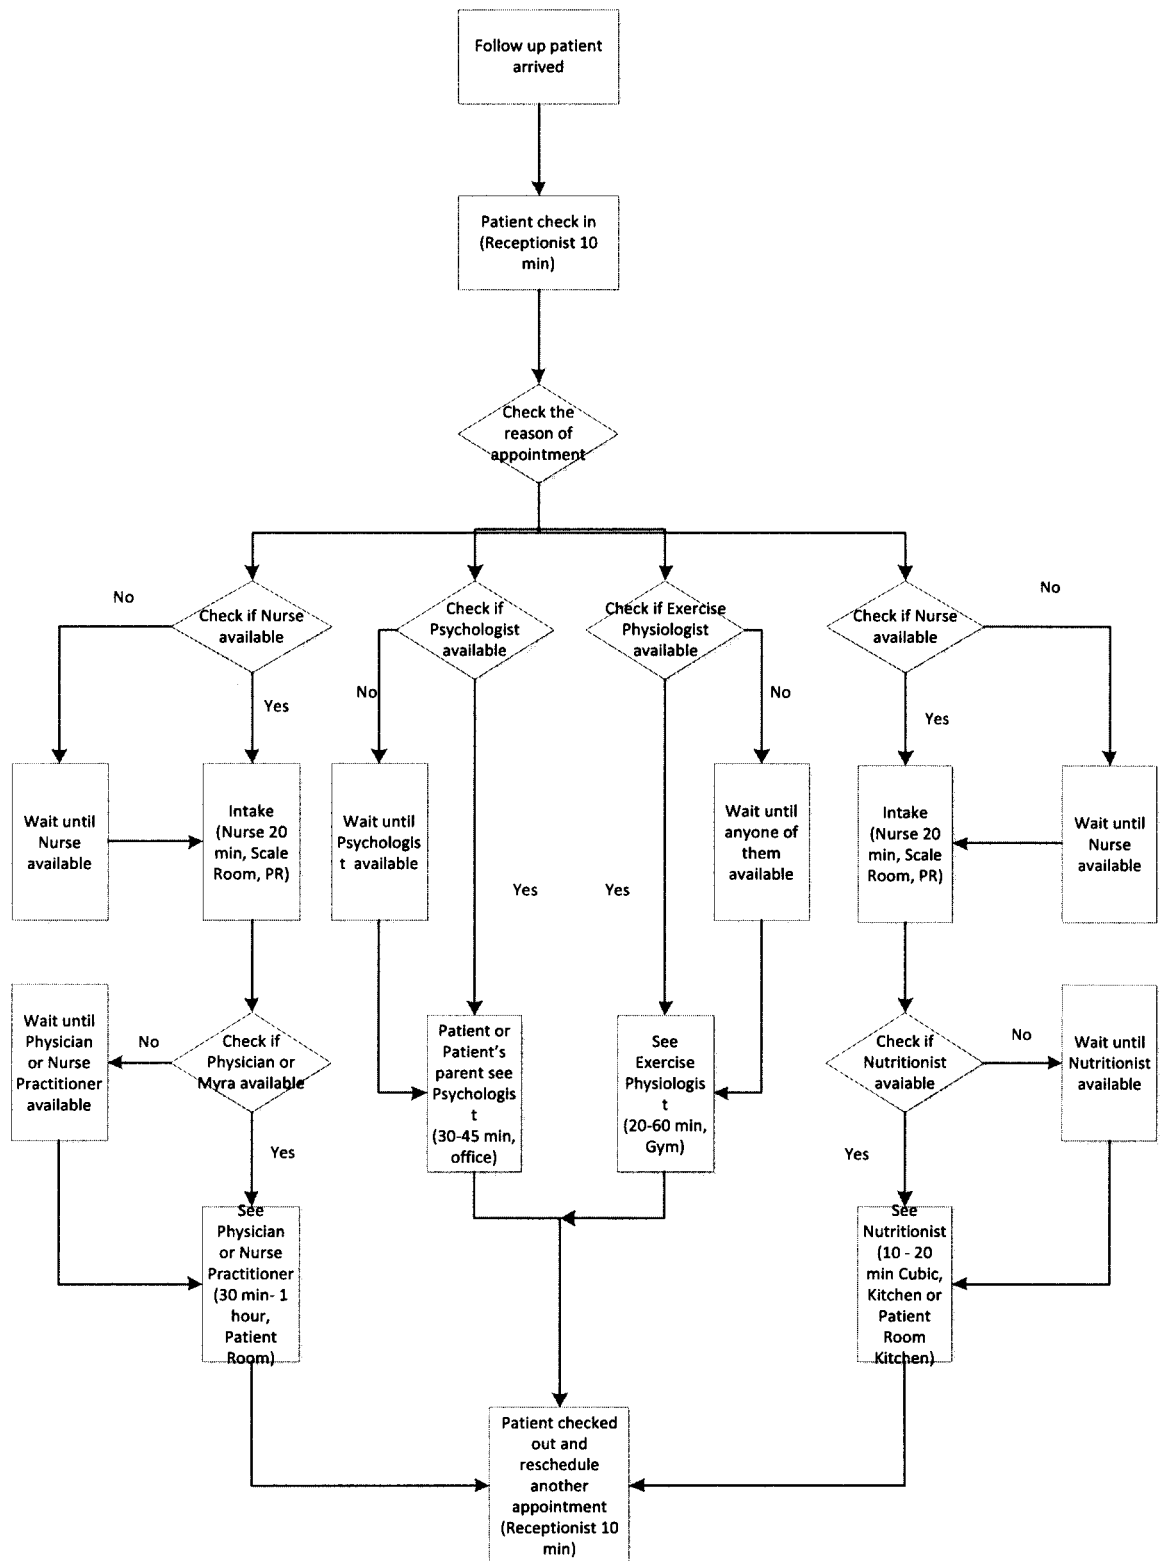 Follow up patient
arrived
Patient check in
(Receptionist 10
min)
Check the
reason of
appointment
No
Check if Nurse
available
Yes
Check if
Psychologist
available
No
Yes
Check if Exercise
Physiologist
available
No
Yes
Check if Nurse
available
No
Yes
Wait until
Nurse
available
Intake
(Nurse 20
min, Scale
Room, PR)
Wait until
Psychologis
t available
Wait until
anyone of
them
available
Intake
(Nurse 20
min, Scale
Room, PR)
Wait until
Nurse
available
Wait until
Physician
or Nurse
Practitioner
available
No
Check if
Physician or
Myra available
Yes
Patient or
Patient's
parent see
Psychologis
t
(30-45 min,
office)
See
Exercise
Physiologis
t
(20-60 min,
Gym)
Check if
Nutritionist
available
No
Yes
Wait until
Nutritionist
available
See
Physician
or Nurse
Practitioner
(30 min- 1
hour,
Patient
Room)
See
Nutritionist
(10 - 20
min Cubic,
Kitchen or
Patient
Room
Kitchen)
Patient checked
out and
reschedule
another
appointment
(Receptionist 10
min)